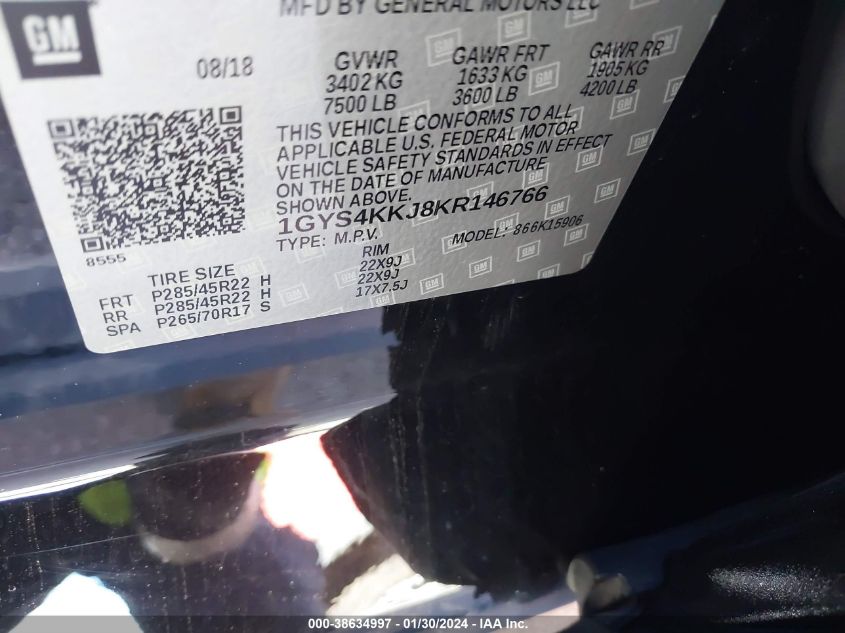 MFD BY GENERAL MOTORS LLC
GM
08/18 GVWR GAWR FRT GAWR RR
3402 KG 1633 KG 1905 KG
7500 LB 3600 LB 4200 LB
THIS VEHICLE CONFORMS TO ALL
APPLICABLE U.S. FEDERAL MOTOR
VEHICLE SAFETY STANDARDS IN EFFECT
ON THE DATE OF MANUFACTURE
SHOWN ABOVE.
1GYS4KKJ8KR146766
8555 TYPE: M.P.V. MODEL: 866K15906
TIRE SIZE RIM
FRT P285/45R22 H 22X9J
RR P285/45R22 H 22X9J
SPA P265/70R17 S 17X7.5J
000 -38634997 - 01/30/2024 - IAA Inc.